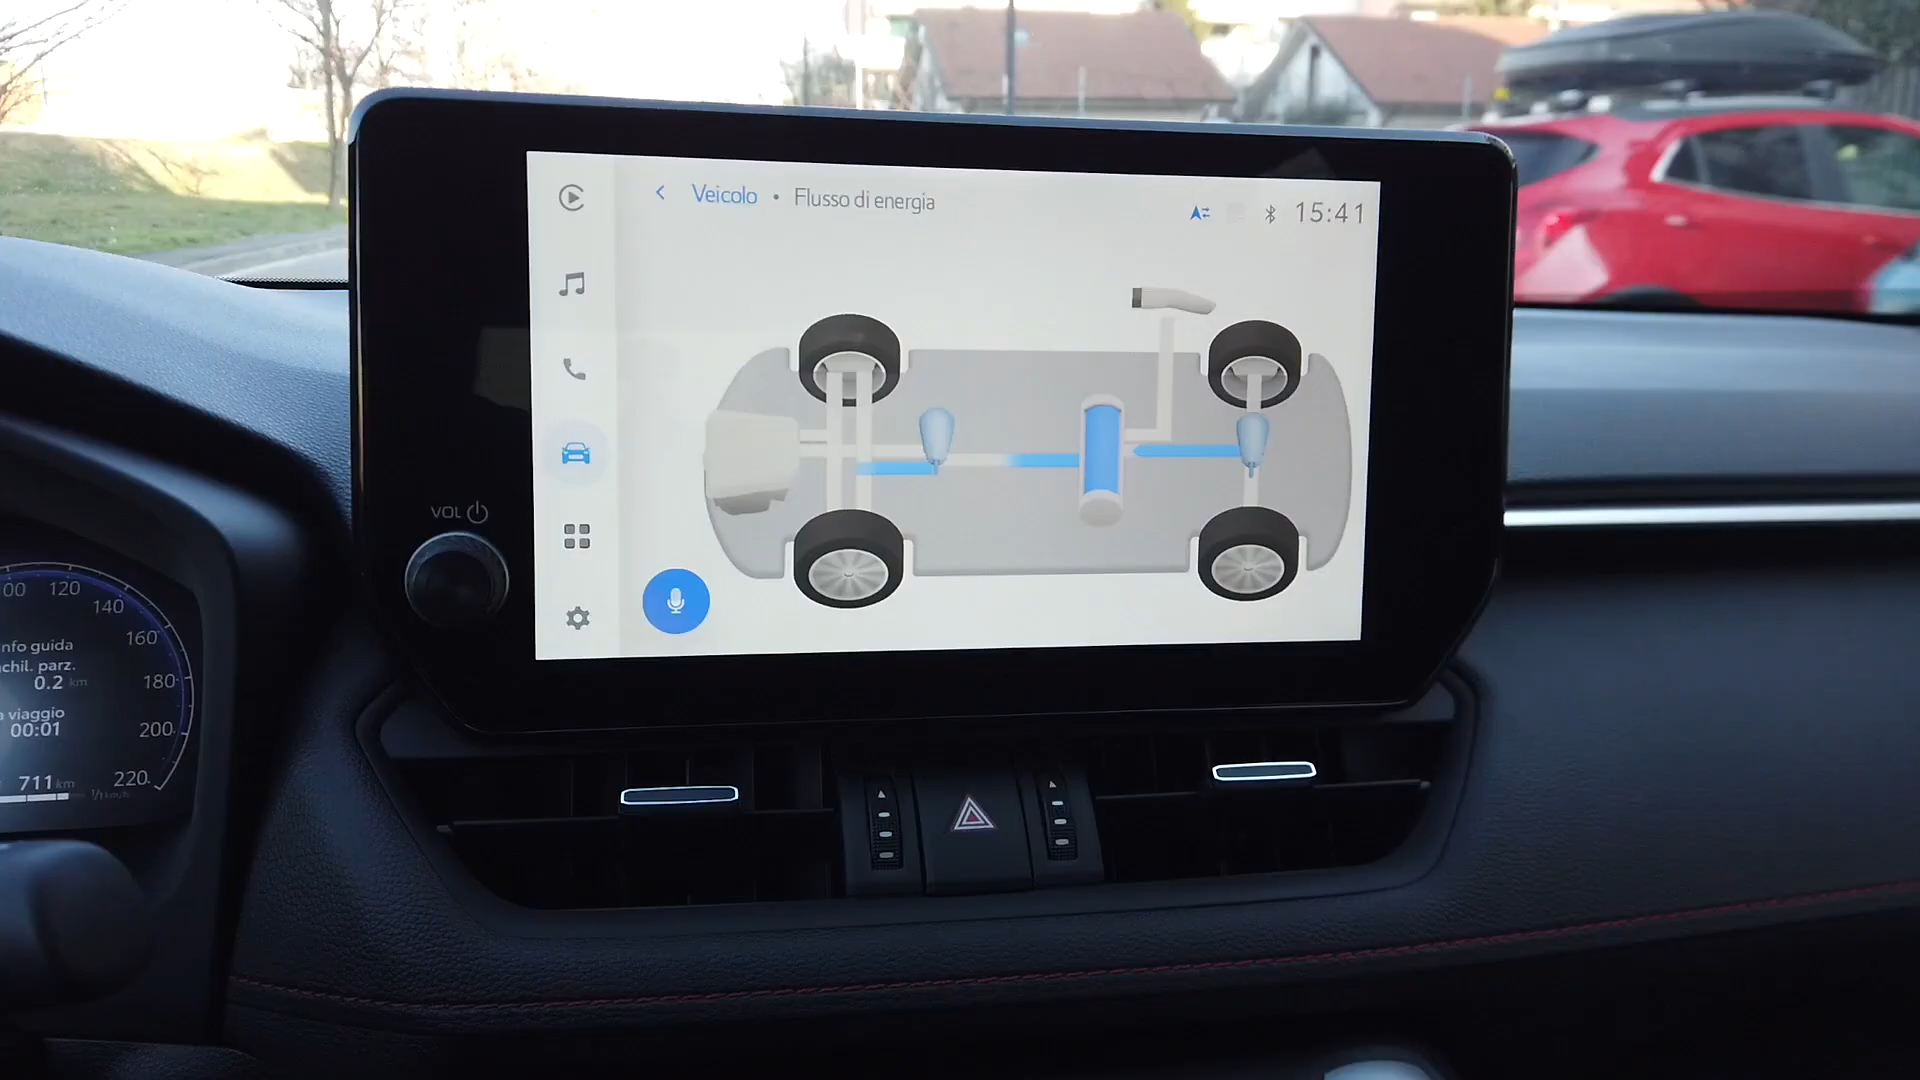 Veicolo • Flusso di energia
15:41
VOL
120
140
160
180
200
220
nfo guida
chil. parz.
0.2 km
viaggio
00:01
711 km